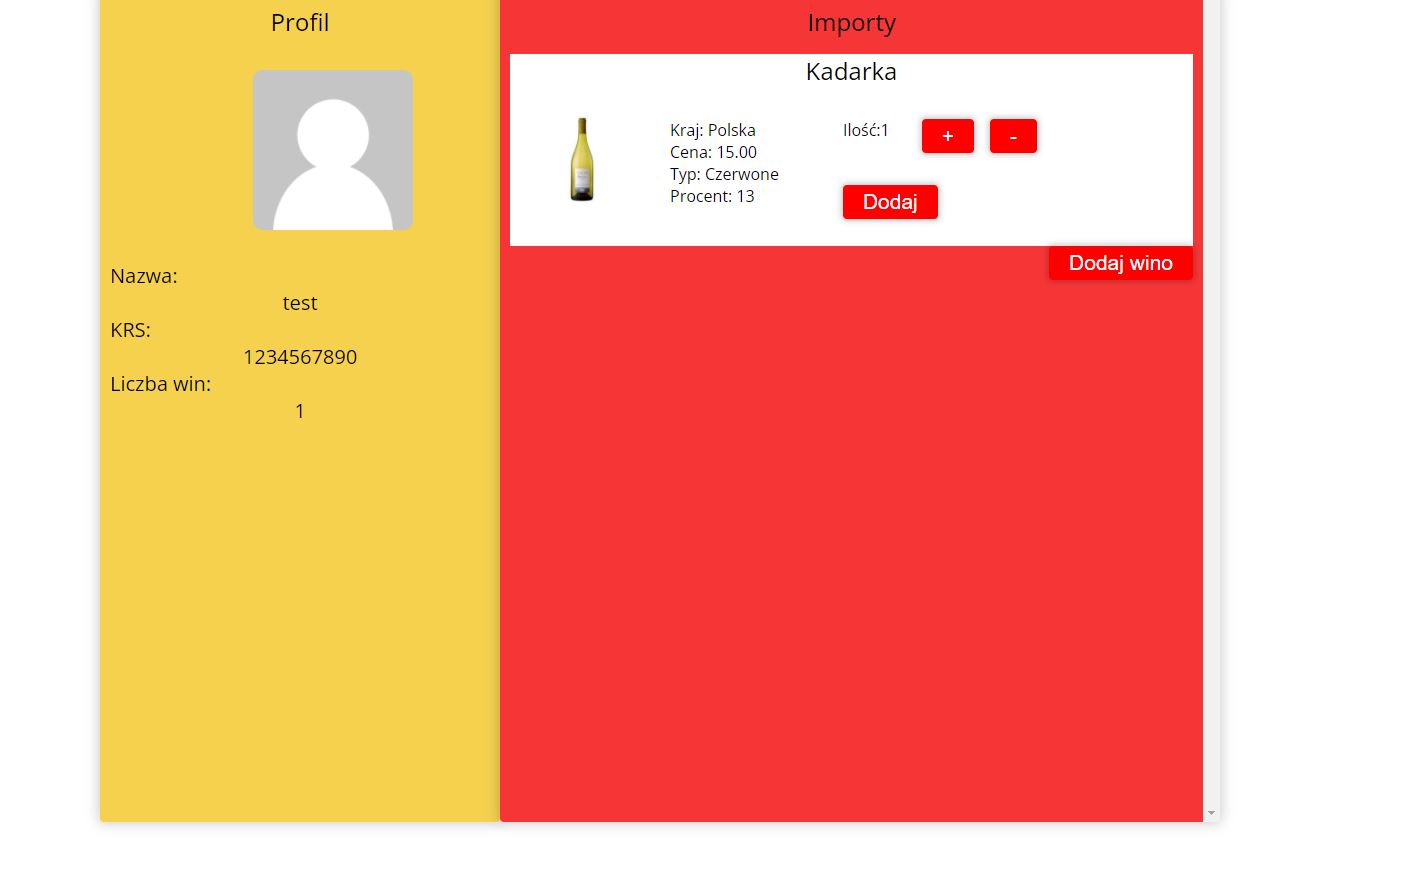 Profil
Nazwa:
test
KRS:
1234567890
Liczba win:
1
Importy
Kadarka
Kraj: Polska
Cena: 15.00
Typ: Czerwone
Procent: 13
Ilość:1
+
-
Dodaj
Dodaj wino